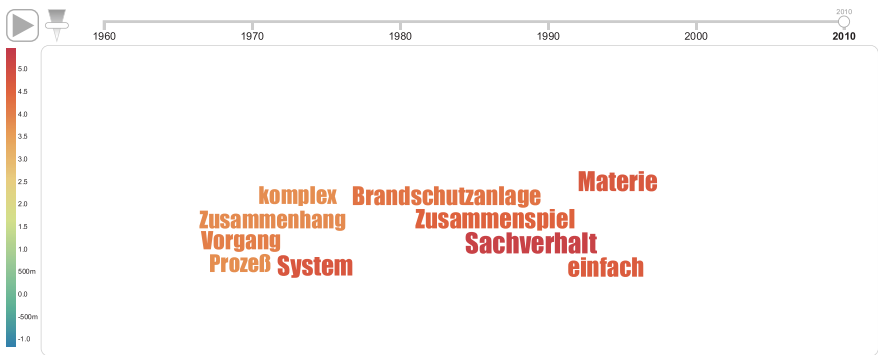 2010
1960 1970 1980 1990 2000 2010
5.0
4.5
4.0
3.5
3.0
2.5
2.0
1.5
1.0
500m
0.0
-500m
-1.0
Materie
komplex Brandschutzanlage
Zusammenhang Zusammenspiel
Vorgang Sachverhalt
Prozeß System einfach